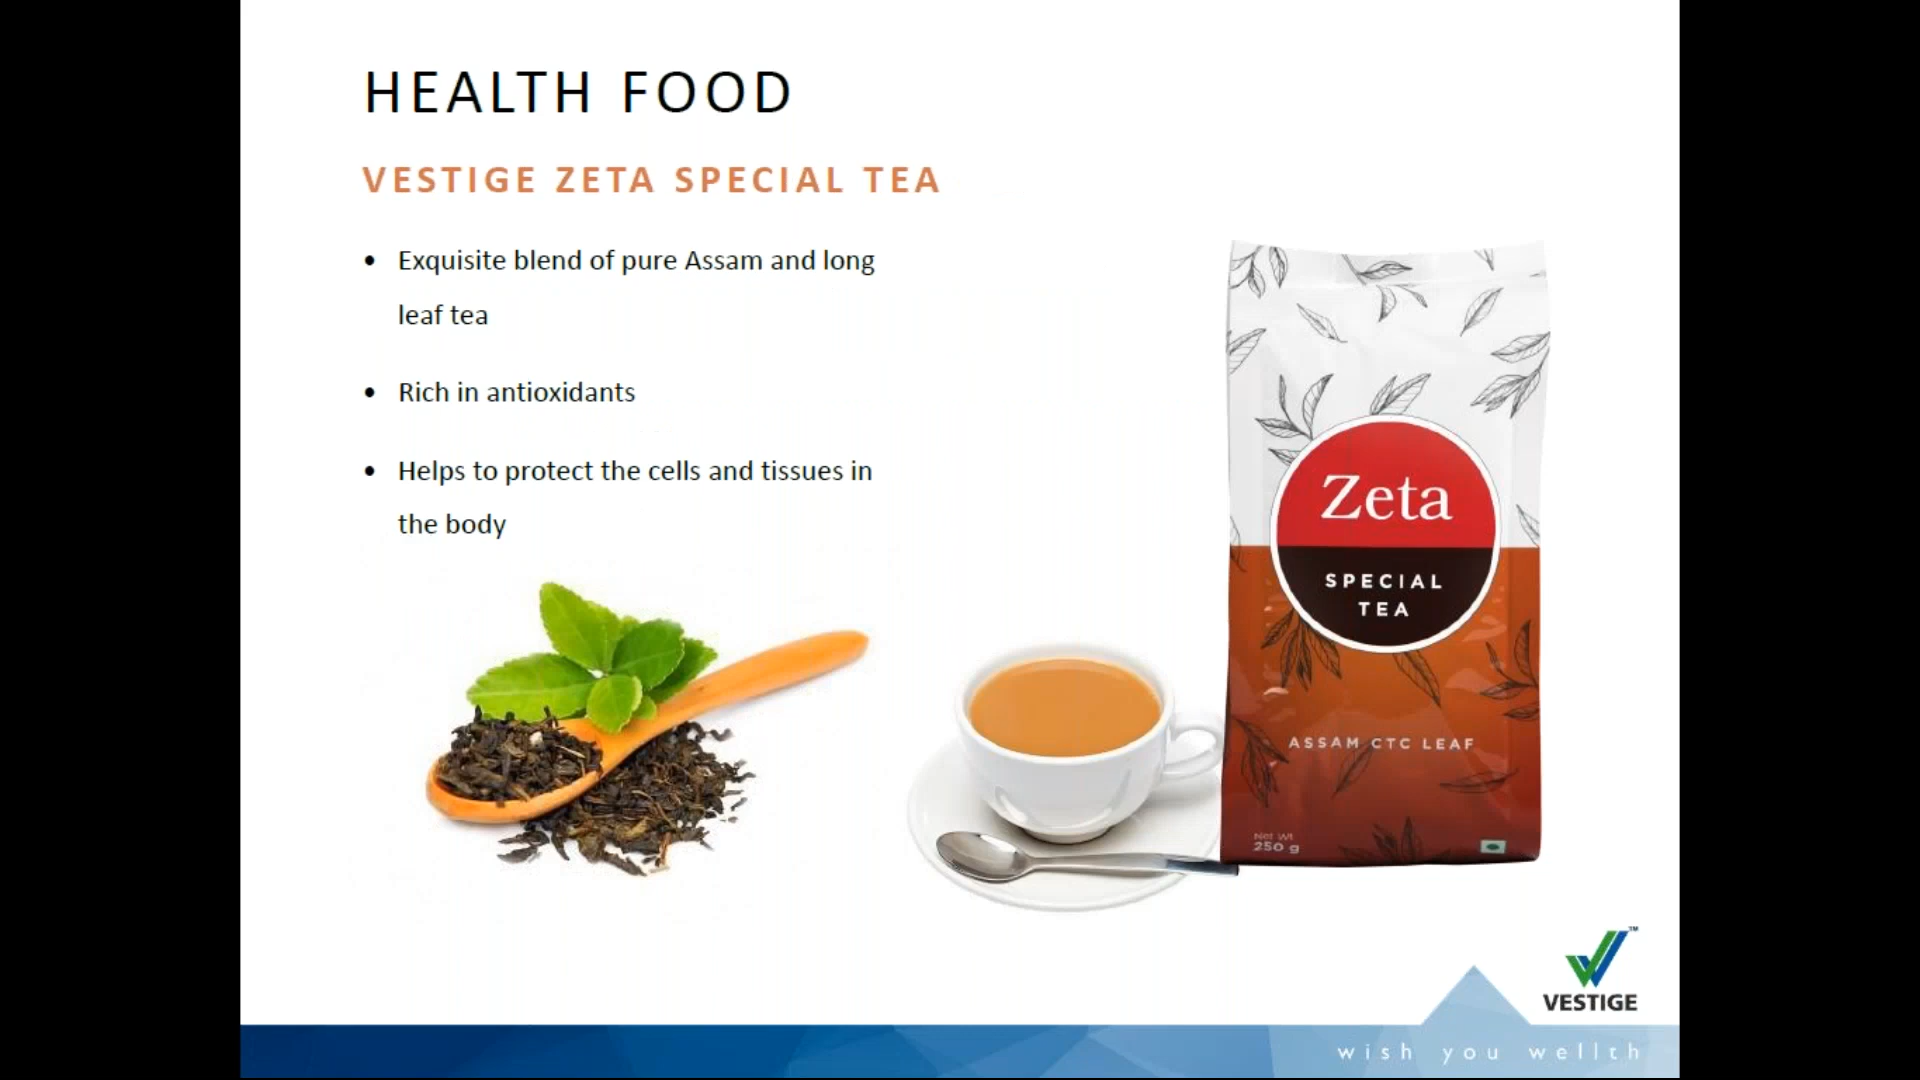 HEALTH FOOD
VESTIGE ZETA SPECIAL TEA
• Exquisite blend of pure Assam and long
leaf tea
• Rich in antioxidants
• Helps to protect the cells and tissues in
the body
Zeta
SPECIAL
TEA
ASSAM CTC LEAF
Net Wt
250 g
TM
VESTIGE
wish you wellth